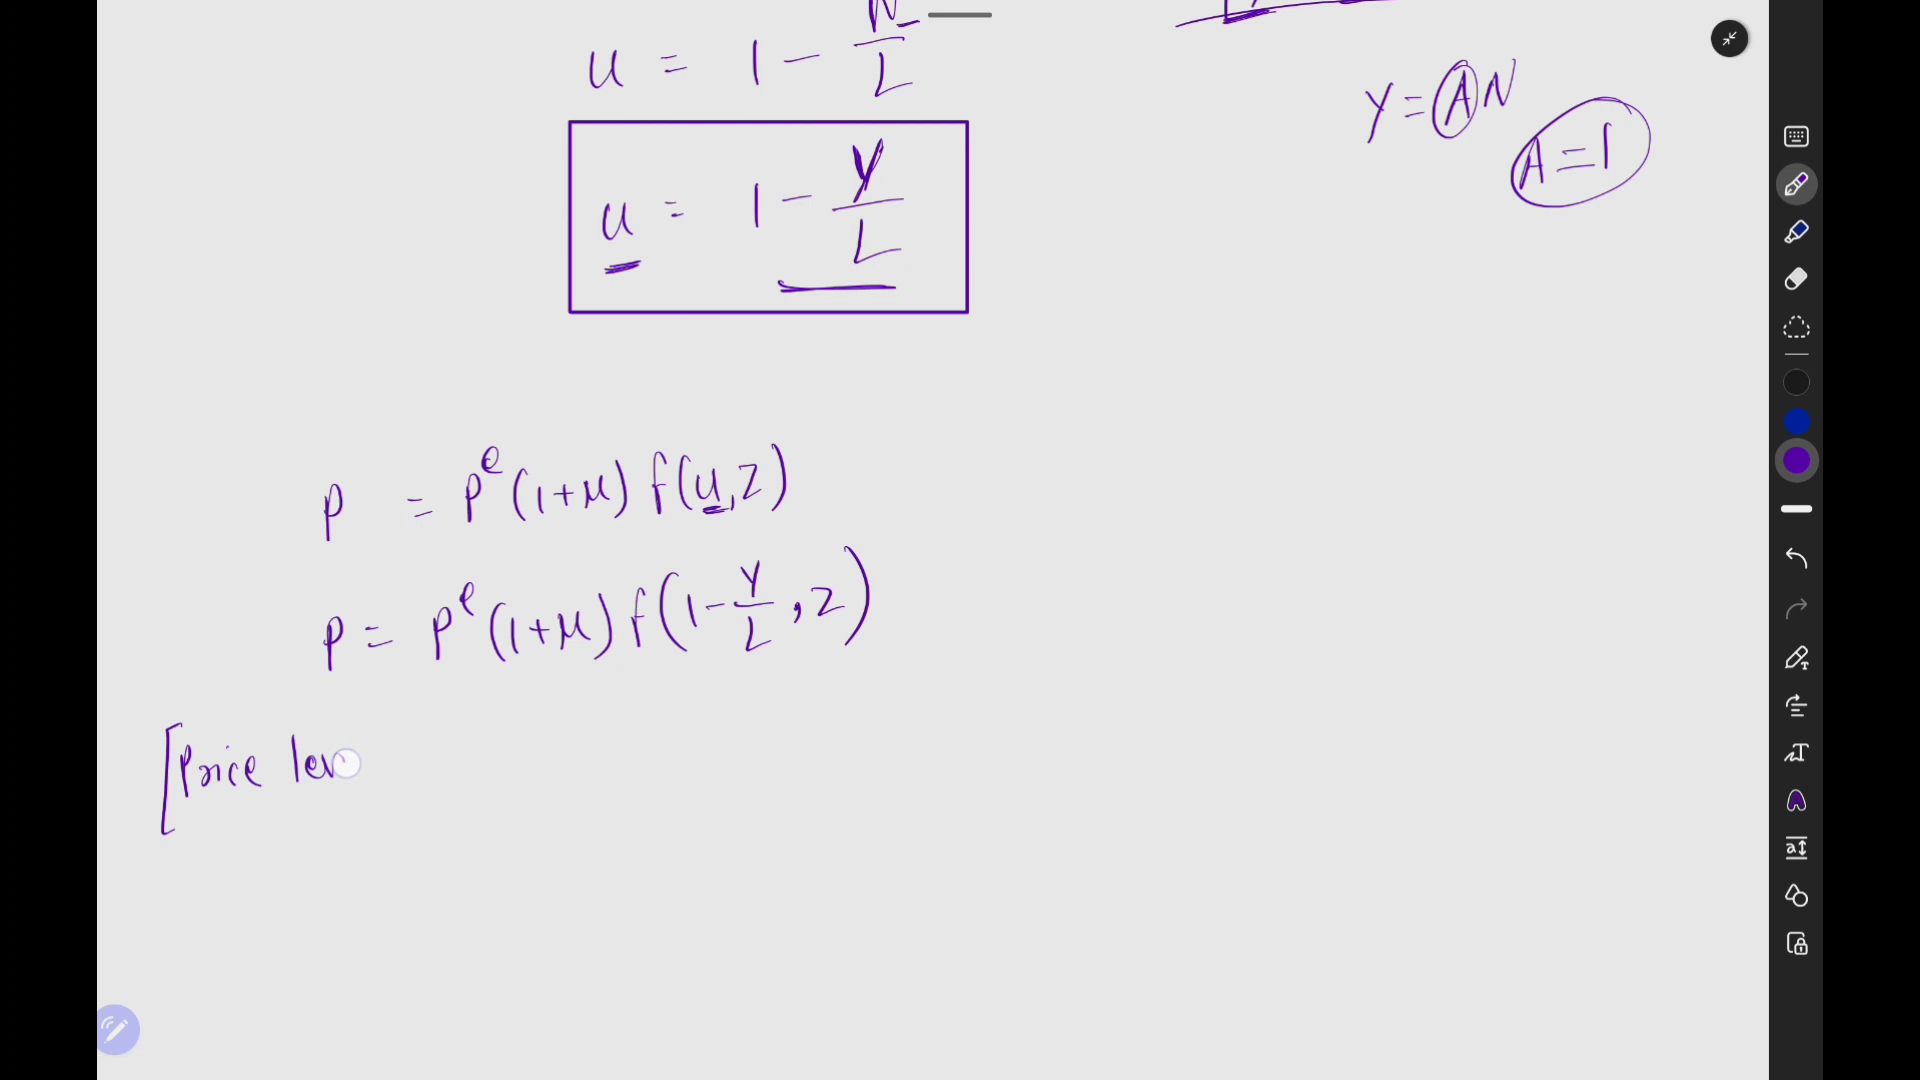 u = 1 - N/L
Y = AN
A = 1
u = 1 - Y/L
P = P^e (1+μ) f(u, z)
P = P^e (1+μ) f(1 - Y/L, z)
[Price lev